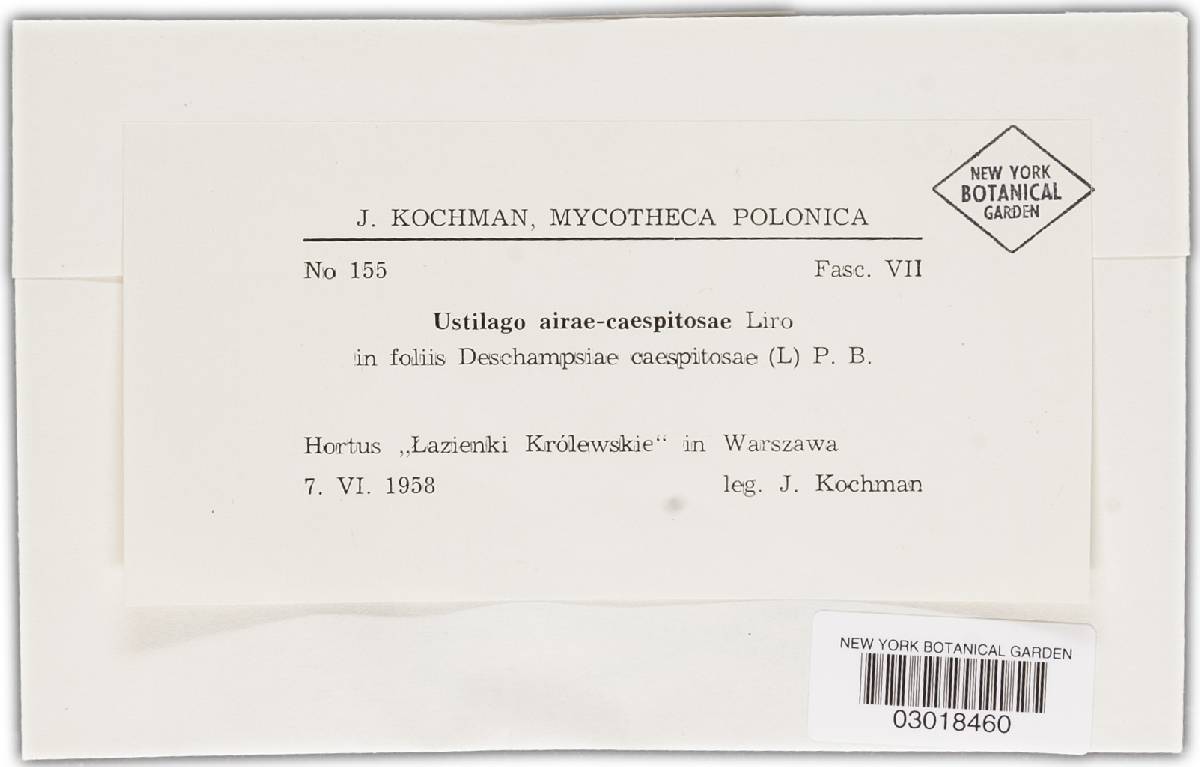 NEW YORK
BOTANICAL
GARDEN
J. KOCHMAN, MYCOTHECA POLONICA
No 155 Fasc. VII
Ustilago airae-caespitosae Liro
in foliis Deschampsiae caespitosae (L) P. B.
Hortus „Łazienki Królewskie“ in Warszawa
7. VI. 1958 leg. J. Kochman
NEW YORK BOTANICAL GARDEN
03018460